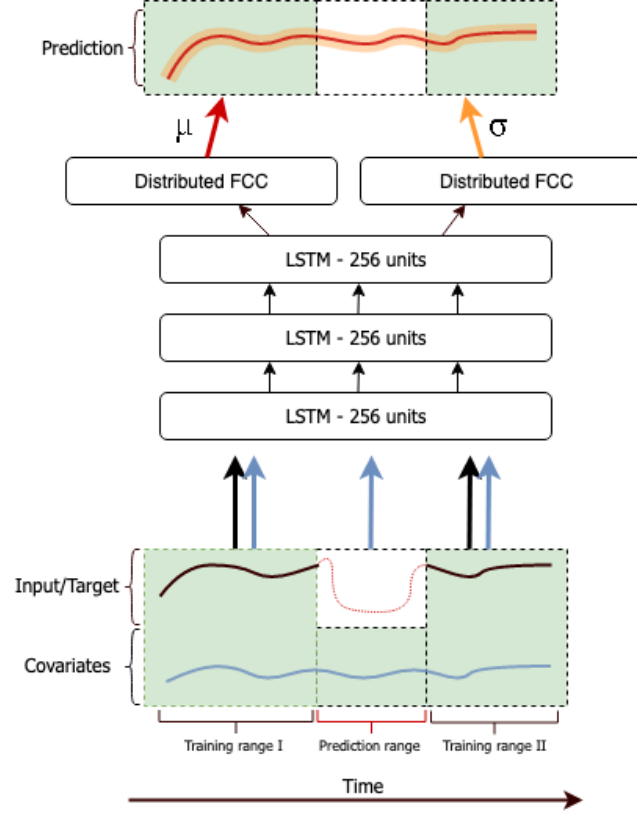 Prediction
μ
σ
Distributed FCC
Distributed FCC
LSTM - 256 units
LSTM - 256 units
LSTM - 256 units
Input/Target
Covariates
Training range I
Prediction range
Training range II
Time